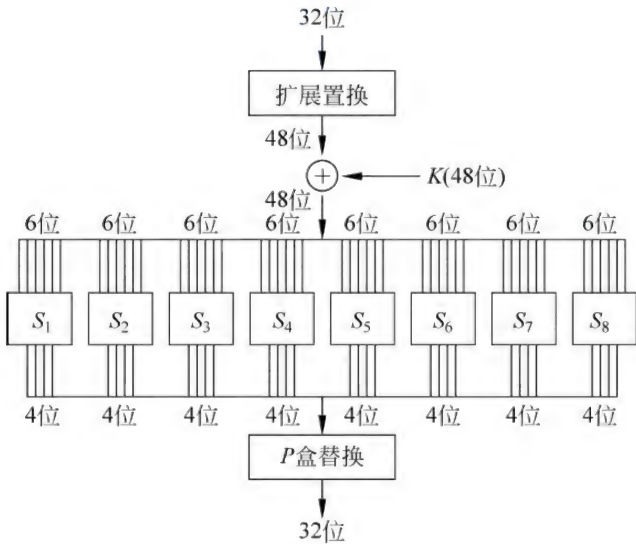 32位
扩展置换
48位
K(48位)
48位
6位 6位 6位 6位 6位 6位 6位 6位
S₁ S₂ S₃ S₄ S₅ S₆ S₇ S₈
4位 4位 4位 4位 4位 4位 4位 4位
P盒替换
32位